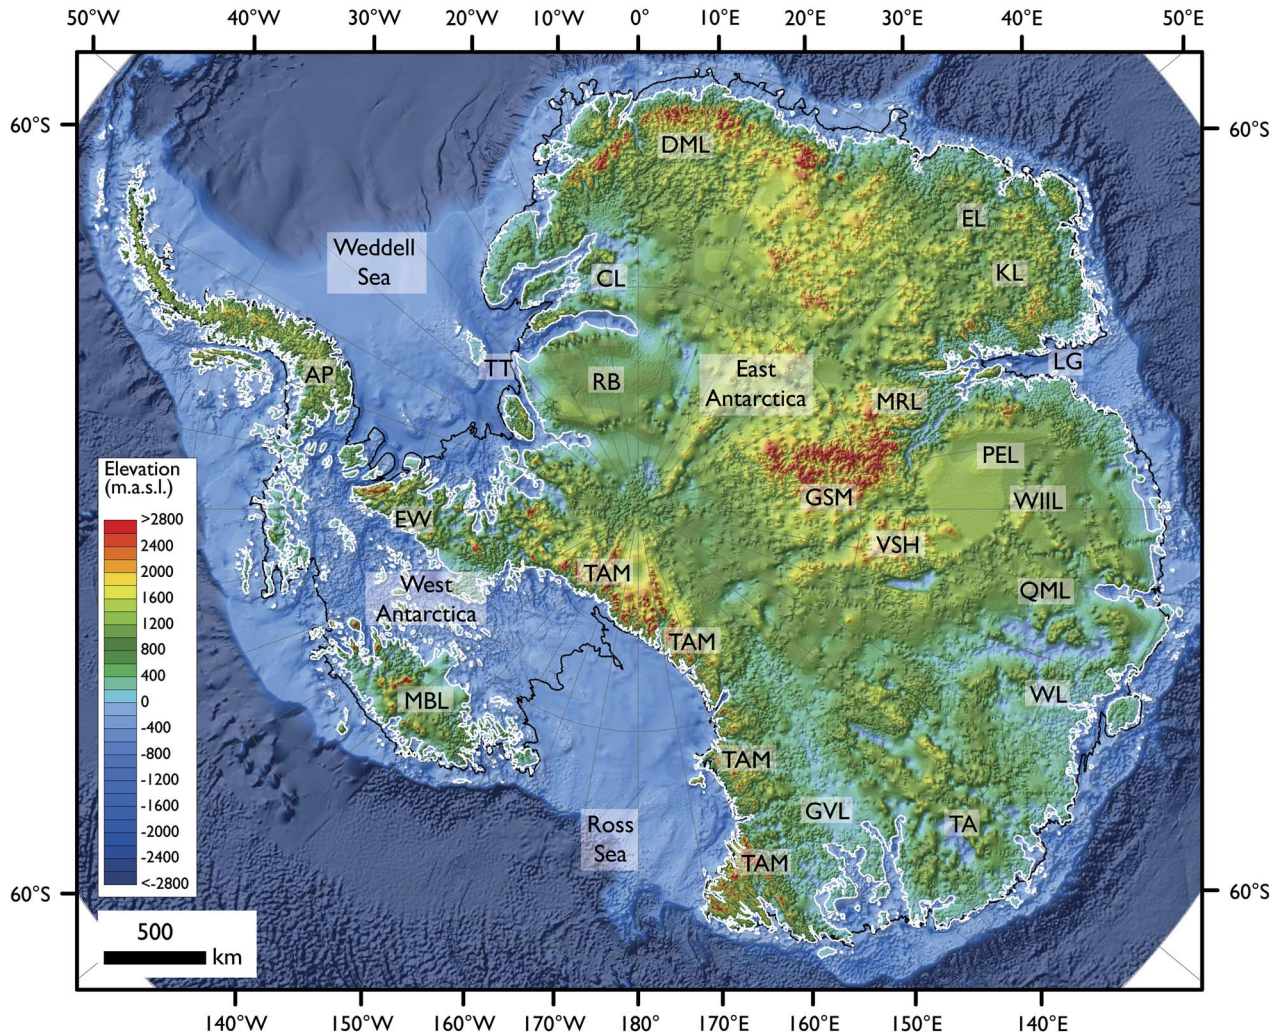 50°W 40°W 30°W 20°W 10°W 0° 10°E 20°E 30°E 40°E 50°E
60°S
60°S
DML
EL
Weddell
Sea
CL
KL
TT
LG
AP
RB
East
Antarctica
MRL
PEL
Elevation
(m.a.s.l.)
>2800
2400
2000
1600
1200
800
400
0
-400
-800
-1200
-1600
-2000
-2400
<-2800
GSM
WIIL
EW
VSH
TAM
West
Antarctica
QML
TAM
MBL
WL
TAM
GVL
TA
Ross
Sea
TAM
60°S
60°S
500
km
140°W 150°W 160°W 170°W 180° 170°E 160°E 150°E 140°E